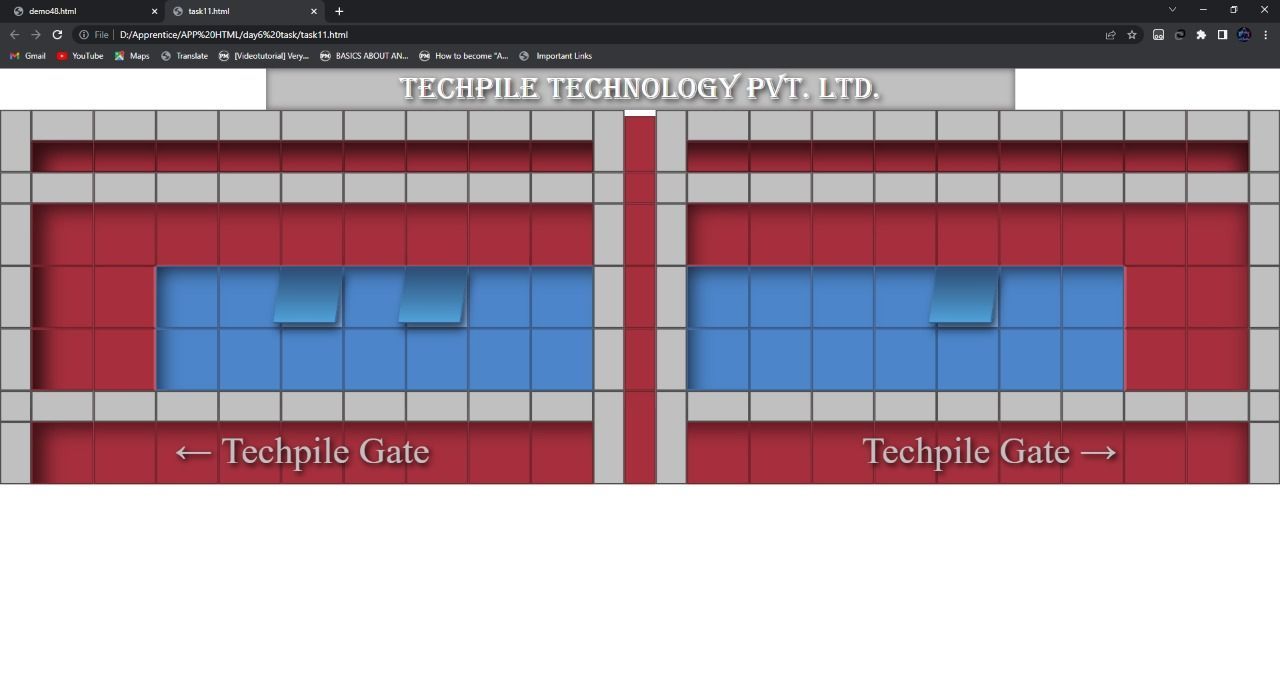 demo48.html
task11.html
File
D:/Apprentice/APP%20HTML/day6%20task/task11.html
Gmail
YouTube
Maps
Translate
[Videotutorial] Very...
BASICS ABOUT AN...
How to become "A...
Important Links
TECHPILE TECHNOLOGY PVT. LTD.
← Techpile Gate
Techpile Gate →